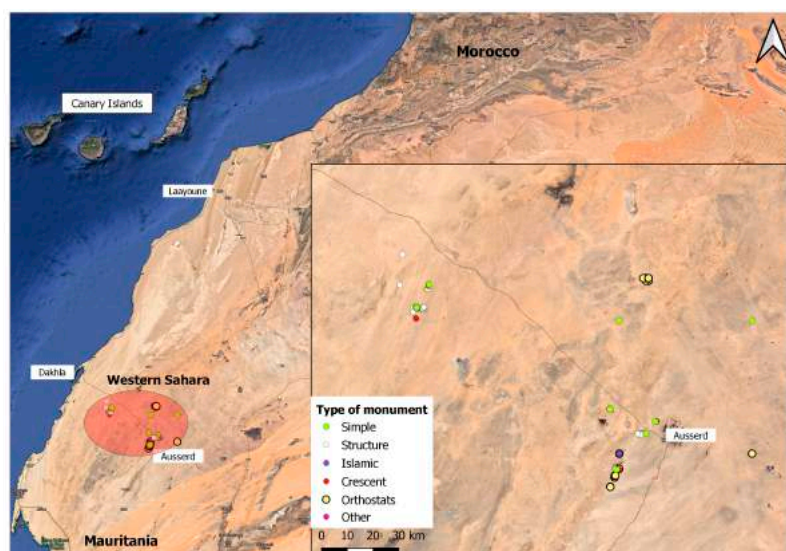 Morocco
Canary Islands
Laayoune
Dakhla
Western Sahara
Ausserd
Mauritania
Type of monument
Simple
Structure
Islamic
Crescent
Orthostats
Other
0 10 20 30 km
Ausserd